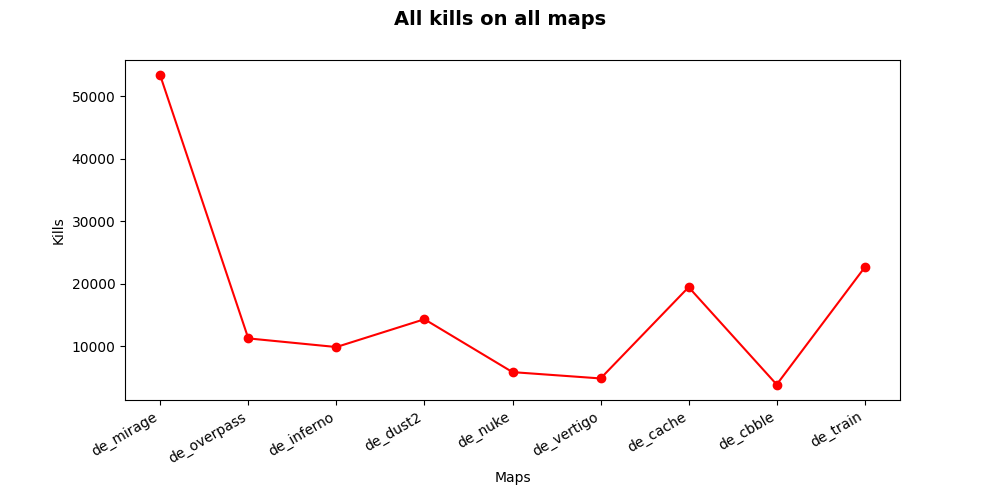 All kills on all maps
50000
40000
30000
20000
10000
Kills
de_mirage
de_overpass
de_inferno
de_dust2
de_nuke
de_vertigo
de_cache
de_cbble
de_train
Maps